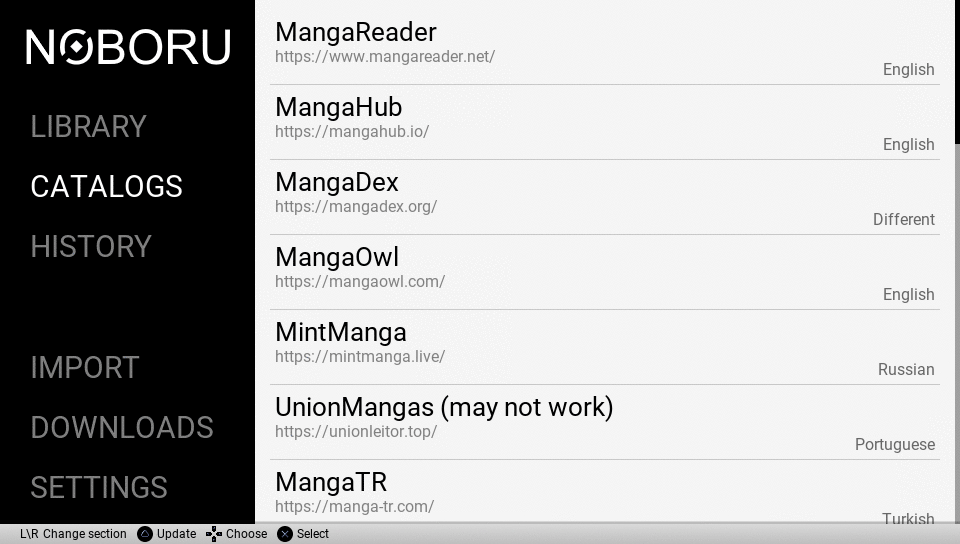 NOBORU
LIBRARY
CATALOGS
HISTORY
IMPORT
DOWNLOADS
SETTINGS
MangaReader
https://www.mangareader.net/
English
MangaHub
https://mangahub.io/
English
MangaDex
https://mangadex.org/
Different
MangaOwl
https://mangaowl.com/
English
MintManga
https://mintmanga.live/
Russian
UnionMangas (may not work)
https://unionleitor.top/
Portuguese
MangaTR
https://manga-tr.com/
Turkish
L\R Change section Update Choose Select